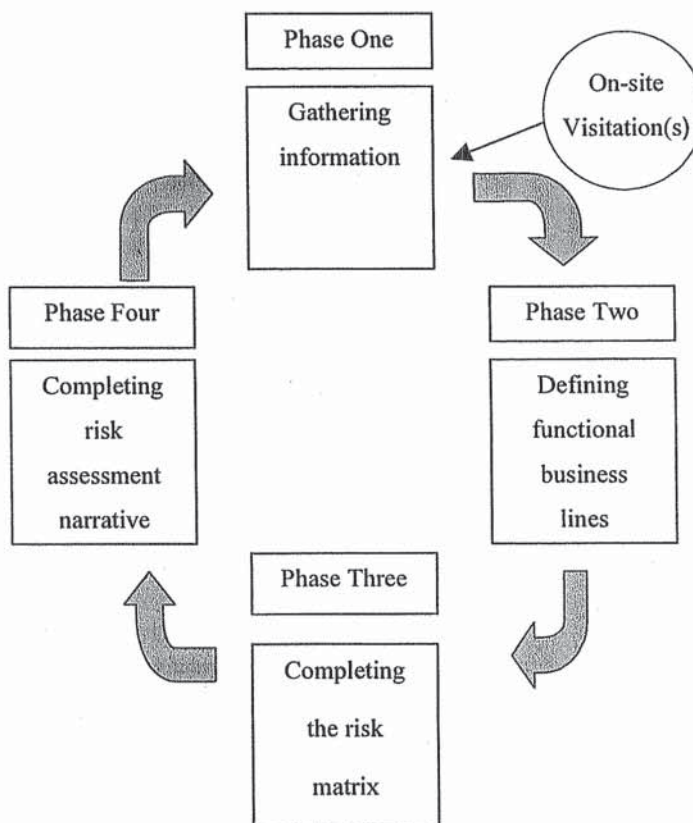 Phase One
Gathering
information
On-site
Visitation(s)
Phase Two
Defining
functional
business
lines
Phase Three
Completing
the risk
matrix
Phase Four
Completing
risk
assessment
narrative